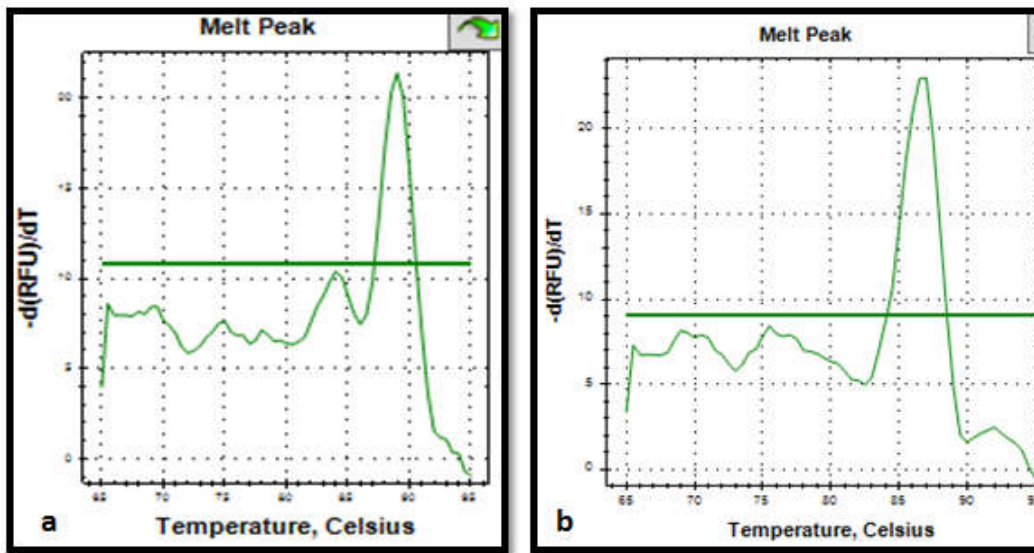 Melt Peak
-d(RFU)/dT
20
15
10
5
0
65 70 75 80 85 90 95
Temperature, Celsius
a
Melt Peak
-d(RFU)/dT
20
15
10
5
0
65 70 75 80 85 90
Temperature, Celsius
b